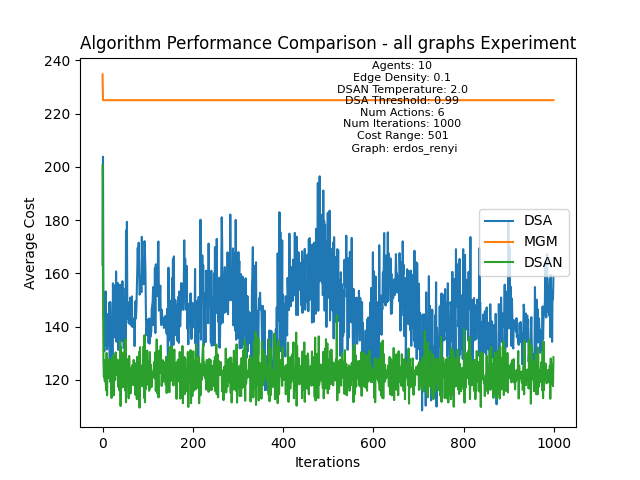 Algorithm Performance Comparison - all graphs Experiment
Agents: 10
Edge Density: 0.1
DSAN Temperature: 2.0
DSA Threshold: 0.99
Num Actions: 6
Num Iterations: 1000
Cost Range: 501
Graph: erdos_renyi
240
220
200
180
160
140
120
Average Cost
DSA
MGM
DSAN
0
200
400
600
800
1000
Iterations